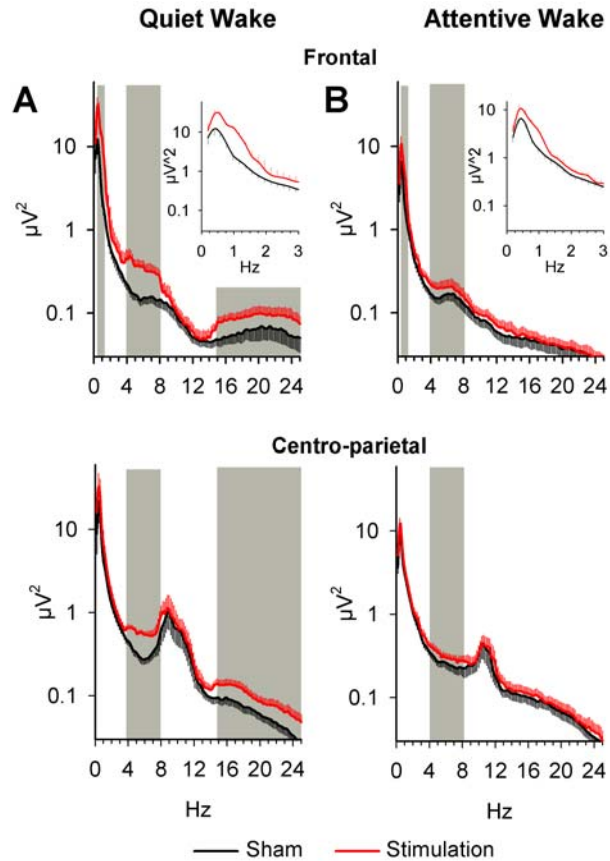 Quiet Wake Attentive Wake
Frontal
A B
10
1
0.1
μV²
0 4 8 12 16 20 24
10
1
0.1
μV^2
0 1 2 3
Hz
10
1
0.1
μV²
0 4 8 12 16 20 24
10
1
0.1
μV^2
0 1 2 3
Hz
Centro-parietal
10
1
0.1
μV²
0 4 8 12 16 20 24
Hz
10
1
0.1
μV²
0 4 8 12 16 20 24
Hz
Sham Stimulation